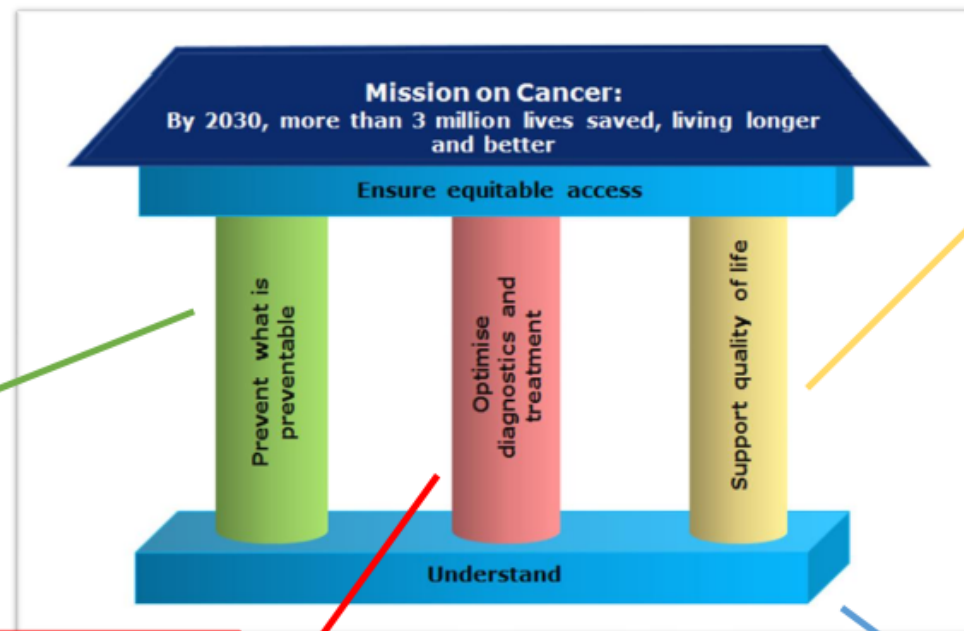 Mission on Cancer:
By 2030, more than 3 million lives saved, living longer
and better
Ensure equitable access
Prevent what is
preventable
Optimise
diagnostics and
treatment
Support quality of life
Understand